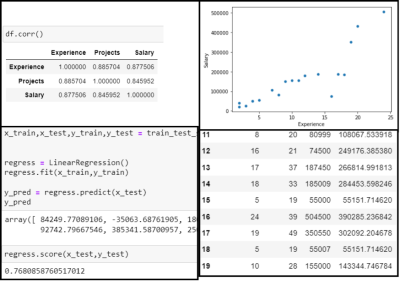 df.corr()
Experience Projects Salary
Experience 1.000000 0.885704 0.877506
Projects 0.885704 1.000000 0.845952
Salary 0.877506 0.845952 1.000000
500000
400000
300000
200000
100000
0
Salary
5 10 15 20 25
Experience
x_train,x_test,y_train,y_test = train_test_
regress = LinearRegression()
regress.fit(x_train,y_train)
y_pred = regress.predict(x_test)
y_pred
array([ 84249.77089106, -35063.68761905, 180
92742.79667546, 385341.58700957, 250
regress.score(x_test,y_test)
0.7680858760517012
11 8 20 80999 108067.533918
12 16 21 74500 249176.385380
13 17 37 187450 266814.991813
14 18 33 185009 284453.598246
15 5 19 55000 55151.714620
16 24 39 504500 390285.236842
17 19 49 350550 302092.204678
18 5 19 55007 55151.714620
19 10 28 155000 143344.746784